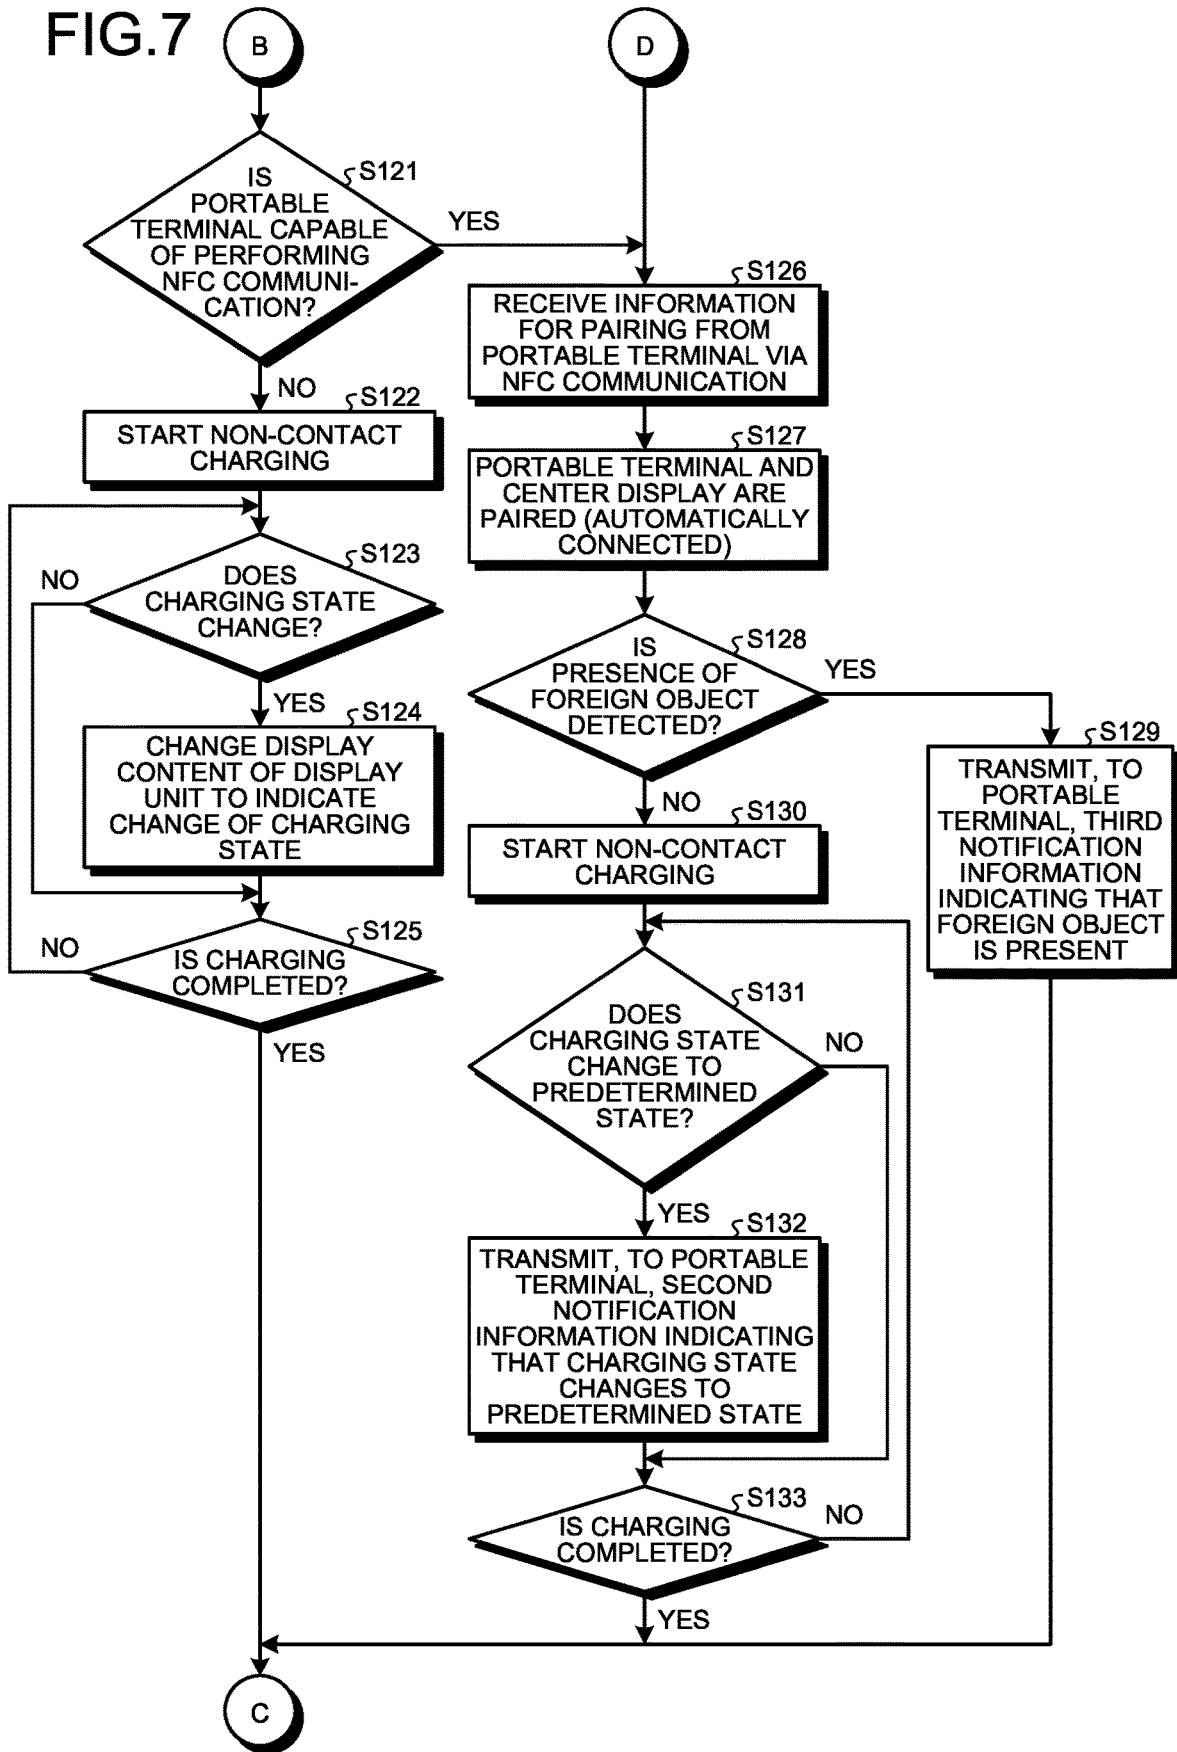 FIG.7
B
D
S121
IS
PORTABLE
TERMINAL CAPABLE
OF PERFORMING
NFC COMMUNI-
CATION?
YES
NO
S122
START NON-CONTACT
CHARGING
S123
DOES
CHARGING STATE
CHANGE?
NO
YES
S124
CHANGE DISPLAY
CONTENT OF DISPLAY
UNIT TO INDICATE
CHANGE OF CHARGING
STATE
S125
IS CHARGING
COMPLETED?
NO
YES
S126
RECEIVE INFORMATION
FOR PAIRING FROM
PORTABLE TERMINAL VIA
NFC COMMUNICATION
S127
PORTABLE TERMINAL AND
CENTER DISPLAY ARE
PAIRED (AUTOMATICALLY
CONNECTED)
S128
IS
PRESENCE OF
FOREIGN OBJECT
DETECTED?
YES
NO
S129
TRANSMIT, TO
PORTABLE
TERMINAL, THIRD
NOTIFICATION
INFORMATION
INDICATING THAT
FOREIGN OBJECT
IS PRESENT
S130
START NON-CONTACT
CHARGING
S131
DOES
CHARGING STATE
CHANGE TO
PREDETERMINED
STATE?
NO
YES
S132
TRANSMIT, TO PORTABLE
TERMINAL, SECOND
NOTIFICATION
INFORMATION INDICATING
THAT CHARGING STATE
CHANGES TO
PREDETERMINED STATE
S133
IS CHARGING
COMPLETED?
NO
YES
C